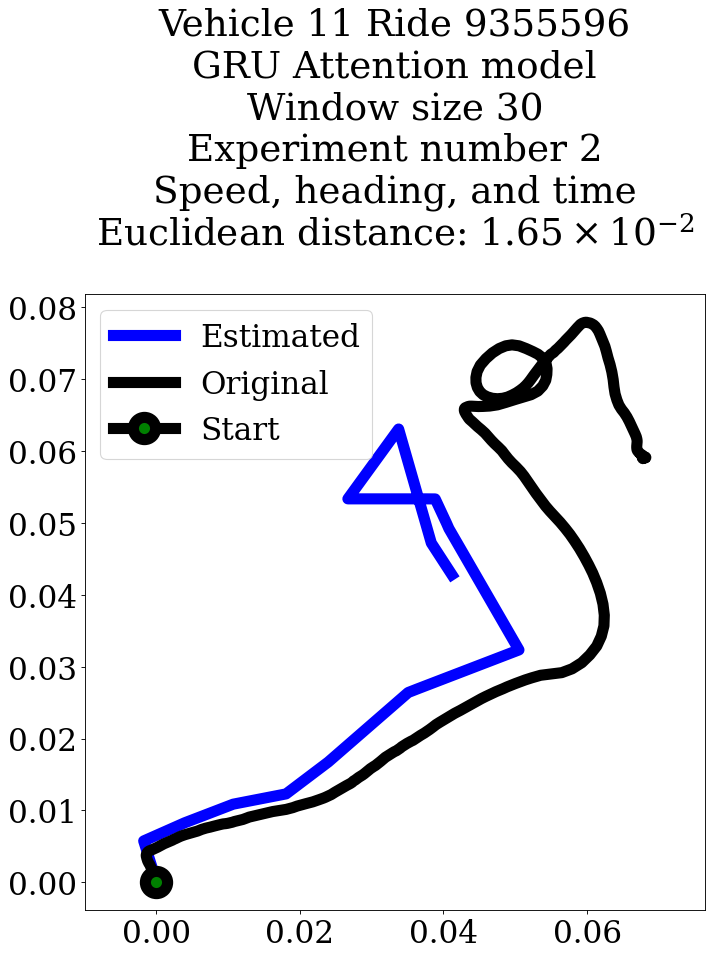 Vehicle 11 Ride 9355596
GRU Attention model
Window size 30
Experiment number 2
Speed, heading, and time
Euclidean distance: 1.65 × 10⁻²
0.08
0.07
0.06
0.05
0.04
0.03
0.02
0.01
0.00
Estimated
Original
Start
0.00 0.02 0.04 0.06